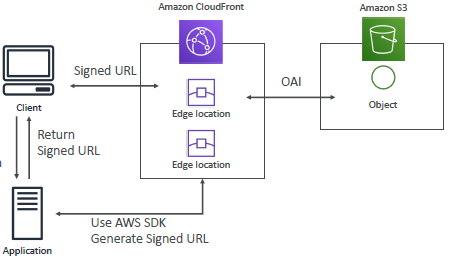 Amazon CloudFront
Amazon S3
Signed URL
OAI
Client
Edge location
Object
Return
Signed URL
Edge location
Use AWS SDK
Generate Signed URL
Application